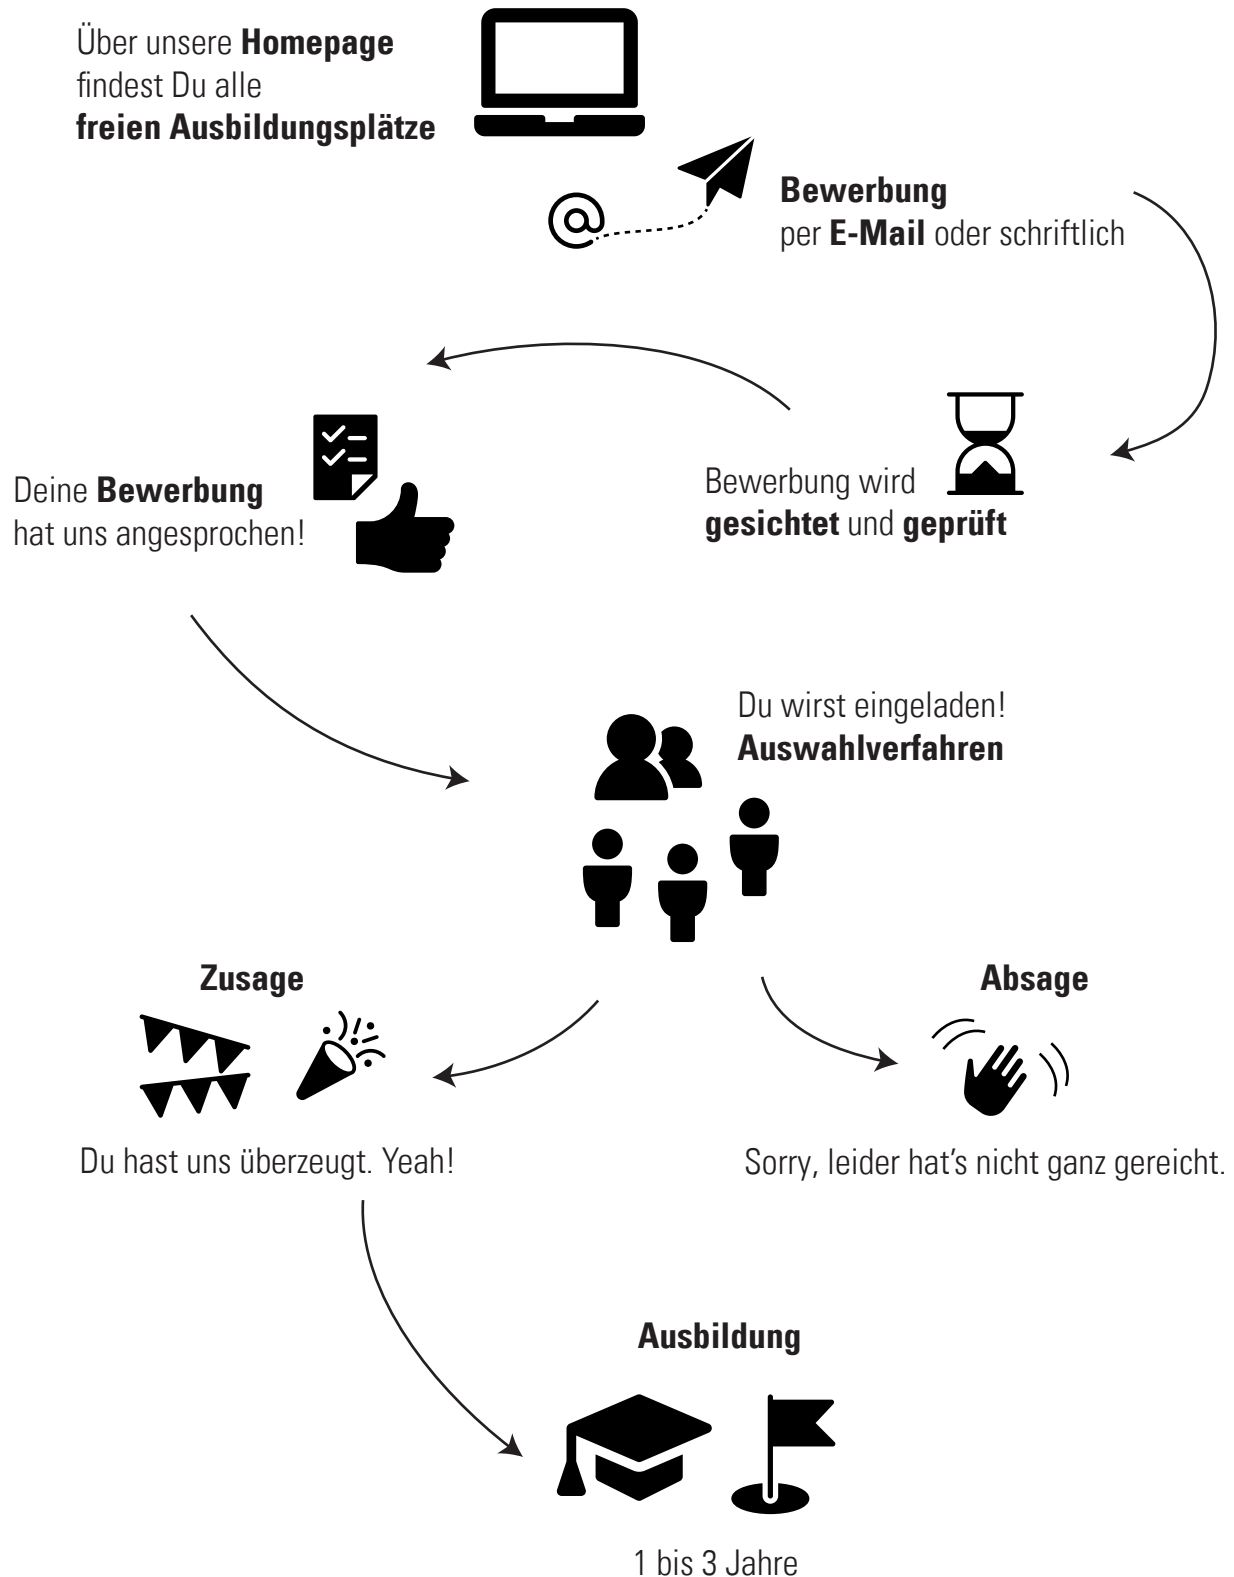 Über unsere Homepage
findest Du alle
freien Ausbildungsplätze
Bewerbung
per E-Mail oder schriftlich
Bewerbung wird
gesichtet und geprüft
Deine Bewerbung
hat uns angesprochen!
Du wirst eingeladen!
Auswahlverfahren
Zusage
Du hast uns überzeugt. Yeah!
Absage
Sorry, leider hat's nicht ganz gereicht.
Ausbildung
1 bis 3 Jahre